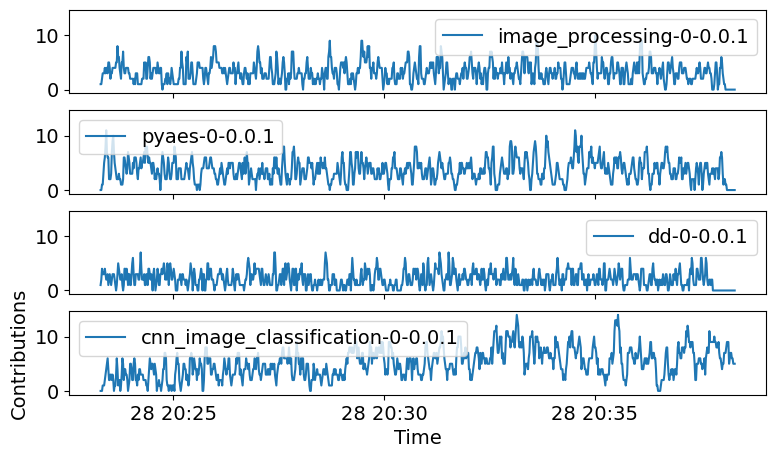 10
0
image_processing-0-0.0.1
10
0
pyaes-0-0.0.1
10
0
dd-0-0.0.1
10
0
cnn_image_classification-0-0.0.1
Contributions
28 20:25 28 20:30 28 20:35
Time